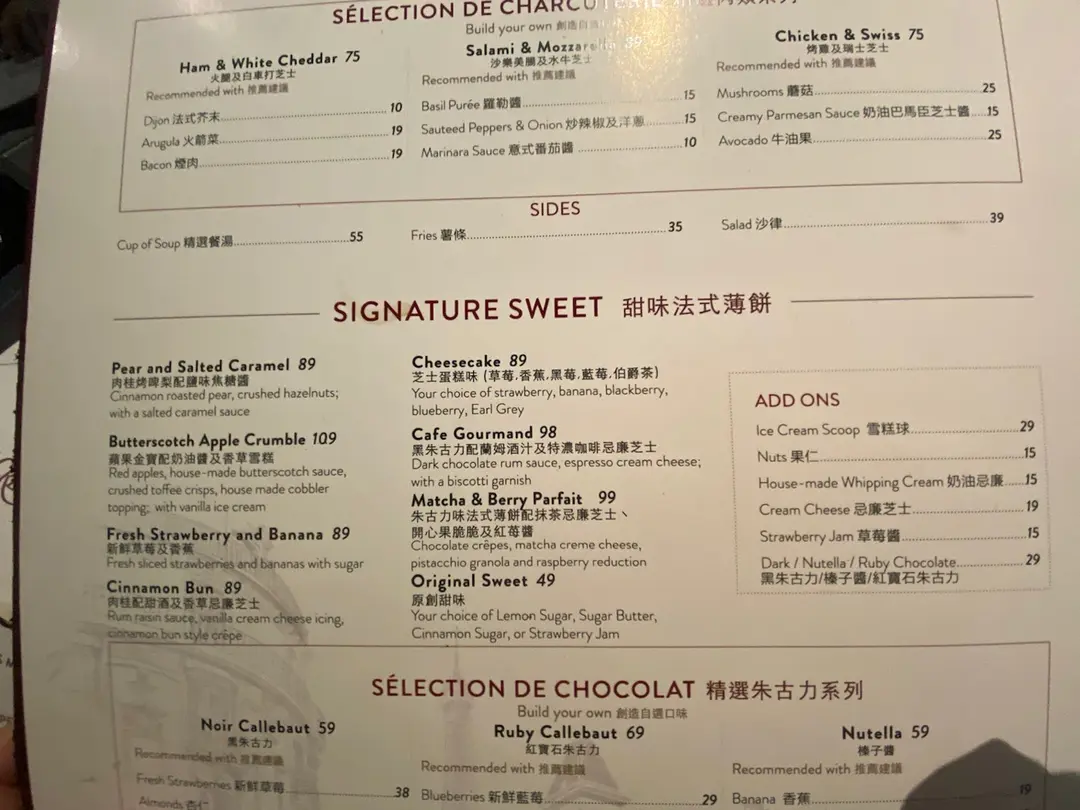 SÉLECTION DE CHARCUTERIE
Build your own 創造自選
Ham & White Cheddar 75
火腿及白車打芝士
Recommended with 推薦建議
Dijon 法式芥末 10
Arugula 火箭菜 19
Bacon 煙肉 19
Salami & Mozzarella 89
沙樂美腸及水牛芝士
Recommended with 推薦建議
Basil Purée 羅勒醬 15
Sauteed Peppers & Onion 炒辣椒及洋蔥 15
Marinara Sauce 意式番茄醬 10
Chicken & Swiss 75
烤雞及瑞士芝士
Recommended with 推薦建議
Mushrooms 蘑菇 25
Creamy Parmesan Sauce 奶油巴馬臣芝士醬 15
Avocado 牛油果 25
SIDES
Cup of Soup 精選餐湯 55
Fries 薯條 35
Salad 沙律 39
SIGNATURE SWEET 甜味法式薄餅
Pear and Salted Caramel 89
肉桂烤啤梨配鹽味焦糖醬
Cinnamon roasted pear, crushed hazelnuts;
with a salted caramel sauce
Butterscotch Apple Crumble 109
蘋果金寶配奶油醬及香草雪糕
Red apples, house-made butterscotch sauce,
crushed toffee crisps, house made cobbler
topping; with vanilla ice cream
Fresh Strawberry and Banana 89
新鮮草莓及香蕉
Fresh sliced strawberries and bananas with sugar
Cinnamon Bun 89
肉桂配甜酒及香草忌廉芝士
Rum raisin sauce, vanilla cream cheese icing,
cinnamon bun style crêpe
Cheesecake 89
芝士蛋糕味 (草莓,香蕉,黑莓,藍莓,伯爵茶)
Your choice of strawberry, banana, blackberry,
blueberry, Earl Grey
Cafe Gourmand 98
黑朱古力配蘭姆酒汁及特濃咖啡忌廉芝士
Dark chocolate rum sauce, espresso cream cheese;
with a biscotti garnish
Matcha & Berry Parfait 99
朱古力味法式薄餅配抹茶忌廉芝士、
開心果脆脆及紅莓醬
Chocolate crêpes, matcha creme cheese,
pistacchio granola and raspberry reduction
Original Sweet 49
原創甜味
Your choice of Lemon Sugar, Sugar Butter,
Cinnamon Sugar, or Strawberry Jam
ADD ONS
Ice Cream Scoop 雪糕球 29
Nuts 果仁 15
House-made Whipping Cream 奶油忌廉 15
Cream Cheese 忌廉芝士 19
Strawberry Jam 草莓醬 15
Dark / Nutella / Ruby Chocolate 29
黑朱古力/榛子醬/紅寶石朱古力
SÉLECTION DE CHOCOLAT 精選朱古力系列
Build your own 創造自選口味
Noir Callebaut 59
黑朱古力
Recommended with 推薦建議
Fresh Strawberries 新鮮草莓 38
Almonds 杏仁
Ruby Callebaut 69
紅寶石朱古力
Recommended with 推薦建議
Blueberries 新鮮藍莓 29
Nutella 59
榛子醬
Recommended with 推薦建議
Banana 香蕉 19